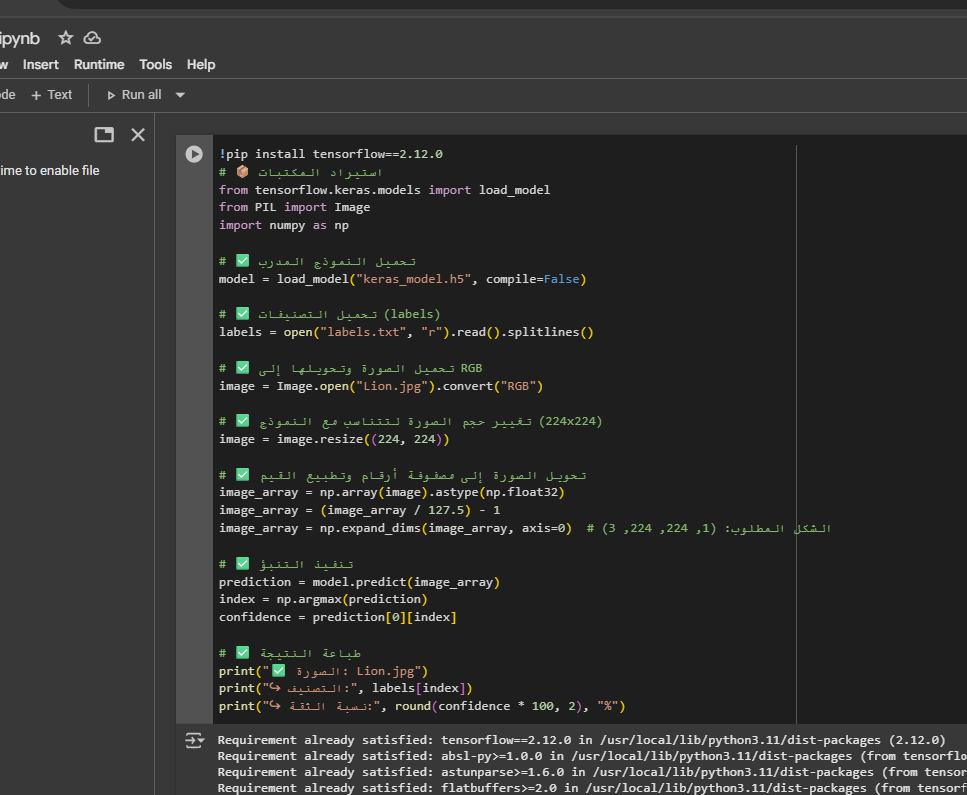 ipynb
w Insert Runtime Tools Help
ode + Text Run all
ime to enable file
!pip install tensorflow==2.12.0
# 📦 استيراد المكتبات
from tensorflow.keras.models import load_model
from PIL import Image
import numpy as np
# ✅ تحميل النموذج المدرب
model = load_model("keras_model.h5", compile=False)
# ✅ تحميل التصنيفات (labels)
labels = open("labels.txt", "r").read().splitlines()
# ✅ تحميل الصورة وتحويلها إلى RGB
image = Image.open("Lion.jpg").convert("RGB")
# ✅ تغيير حجم الصورة لتتناسب مع النموذج (224x224)
image = image.resize((224, 224))
# ✅ تحويل الصورة إلى مصفوفة أرقام وتطبيع القيم
image_array = np.array(image).astype(np.float32)
image_array = (image_array / 127.5) - 1
image_array = np.expand_dims(image_array, axis=0) # الشكل المطلوب: (1, 224, 224, 3)
# ✅ تنفيذ التنبؤ
prediction = model.predict(image_array)
index = np.argmax(prediction)
confidence = prediction[0][index]
# ✅ طباعة النتيجة
print("✅ الصورة: Lion.jpg")
print("↪ التصنيف:", labels[index])
print("↪ نسبة الثقة:", round(confidence * 100, 2), "%")
Requirement already satisfied: tensorflow==2.12.0 in /usr/local/lib/python3.11/dist-packages (2.12.0)
Requirement already satisfied: absl-py>=1.0.0 in /usr/local/lib/python3.11/dist-packages (from tensorflo
Requirement already satisfied: astunparse>=1.6.0 in /usr/local/lib/python3.11/dist-packages (from tensor
Requirement already satisfied: flatbuffers>=2.0 in /usr/local/lib/python3.11/dist-packages (from tensorf